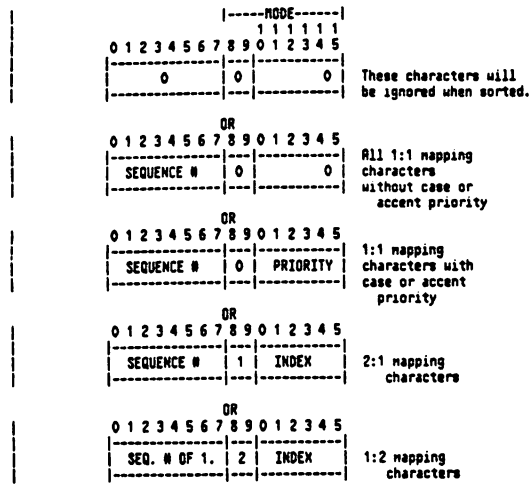 |-----MODE------|
1 1 1 1 1 1
0 1 2 3 4 5 6 7 8 9 0 1 2 3 4 5
| 0 | 0 | 0 | These characters will
be ignored when sorted.
OR
0 1 2 3 4 5 6 7 8 9 0 1 2 3 4 5
| SEQUENCE # | 0 | 0 | All 1:1 mapping
characters
without case or
accent priority
OR
0 1 2 3 4 5 6 7 8 9 0 1 2 3 4 5
| SEQUENCE # | 0 | PRIORITY | 1:1 mapping
characters with
case or accent
priority
OR
0 1 2 3 4 5 6 7 8 9 0 1 2 3 4 5
| SEQUENCE # | 1 | INDEX | 2:1 mapping
characters
OR
0 1 2 3 4 5 6 7 8 9 0 1 2 3 4 5
| SEQ. # OF 1. | 2 | INDEX | 1:2 mapping
characters